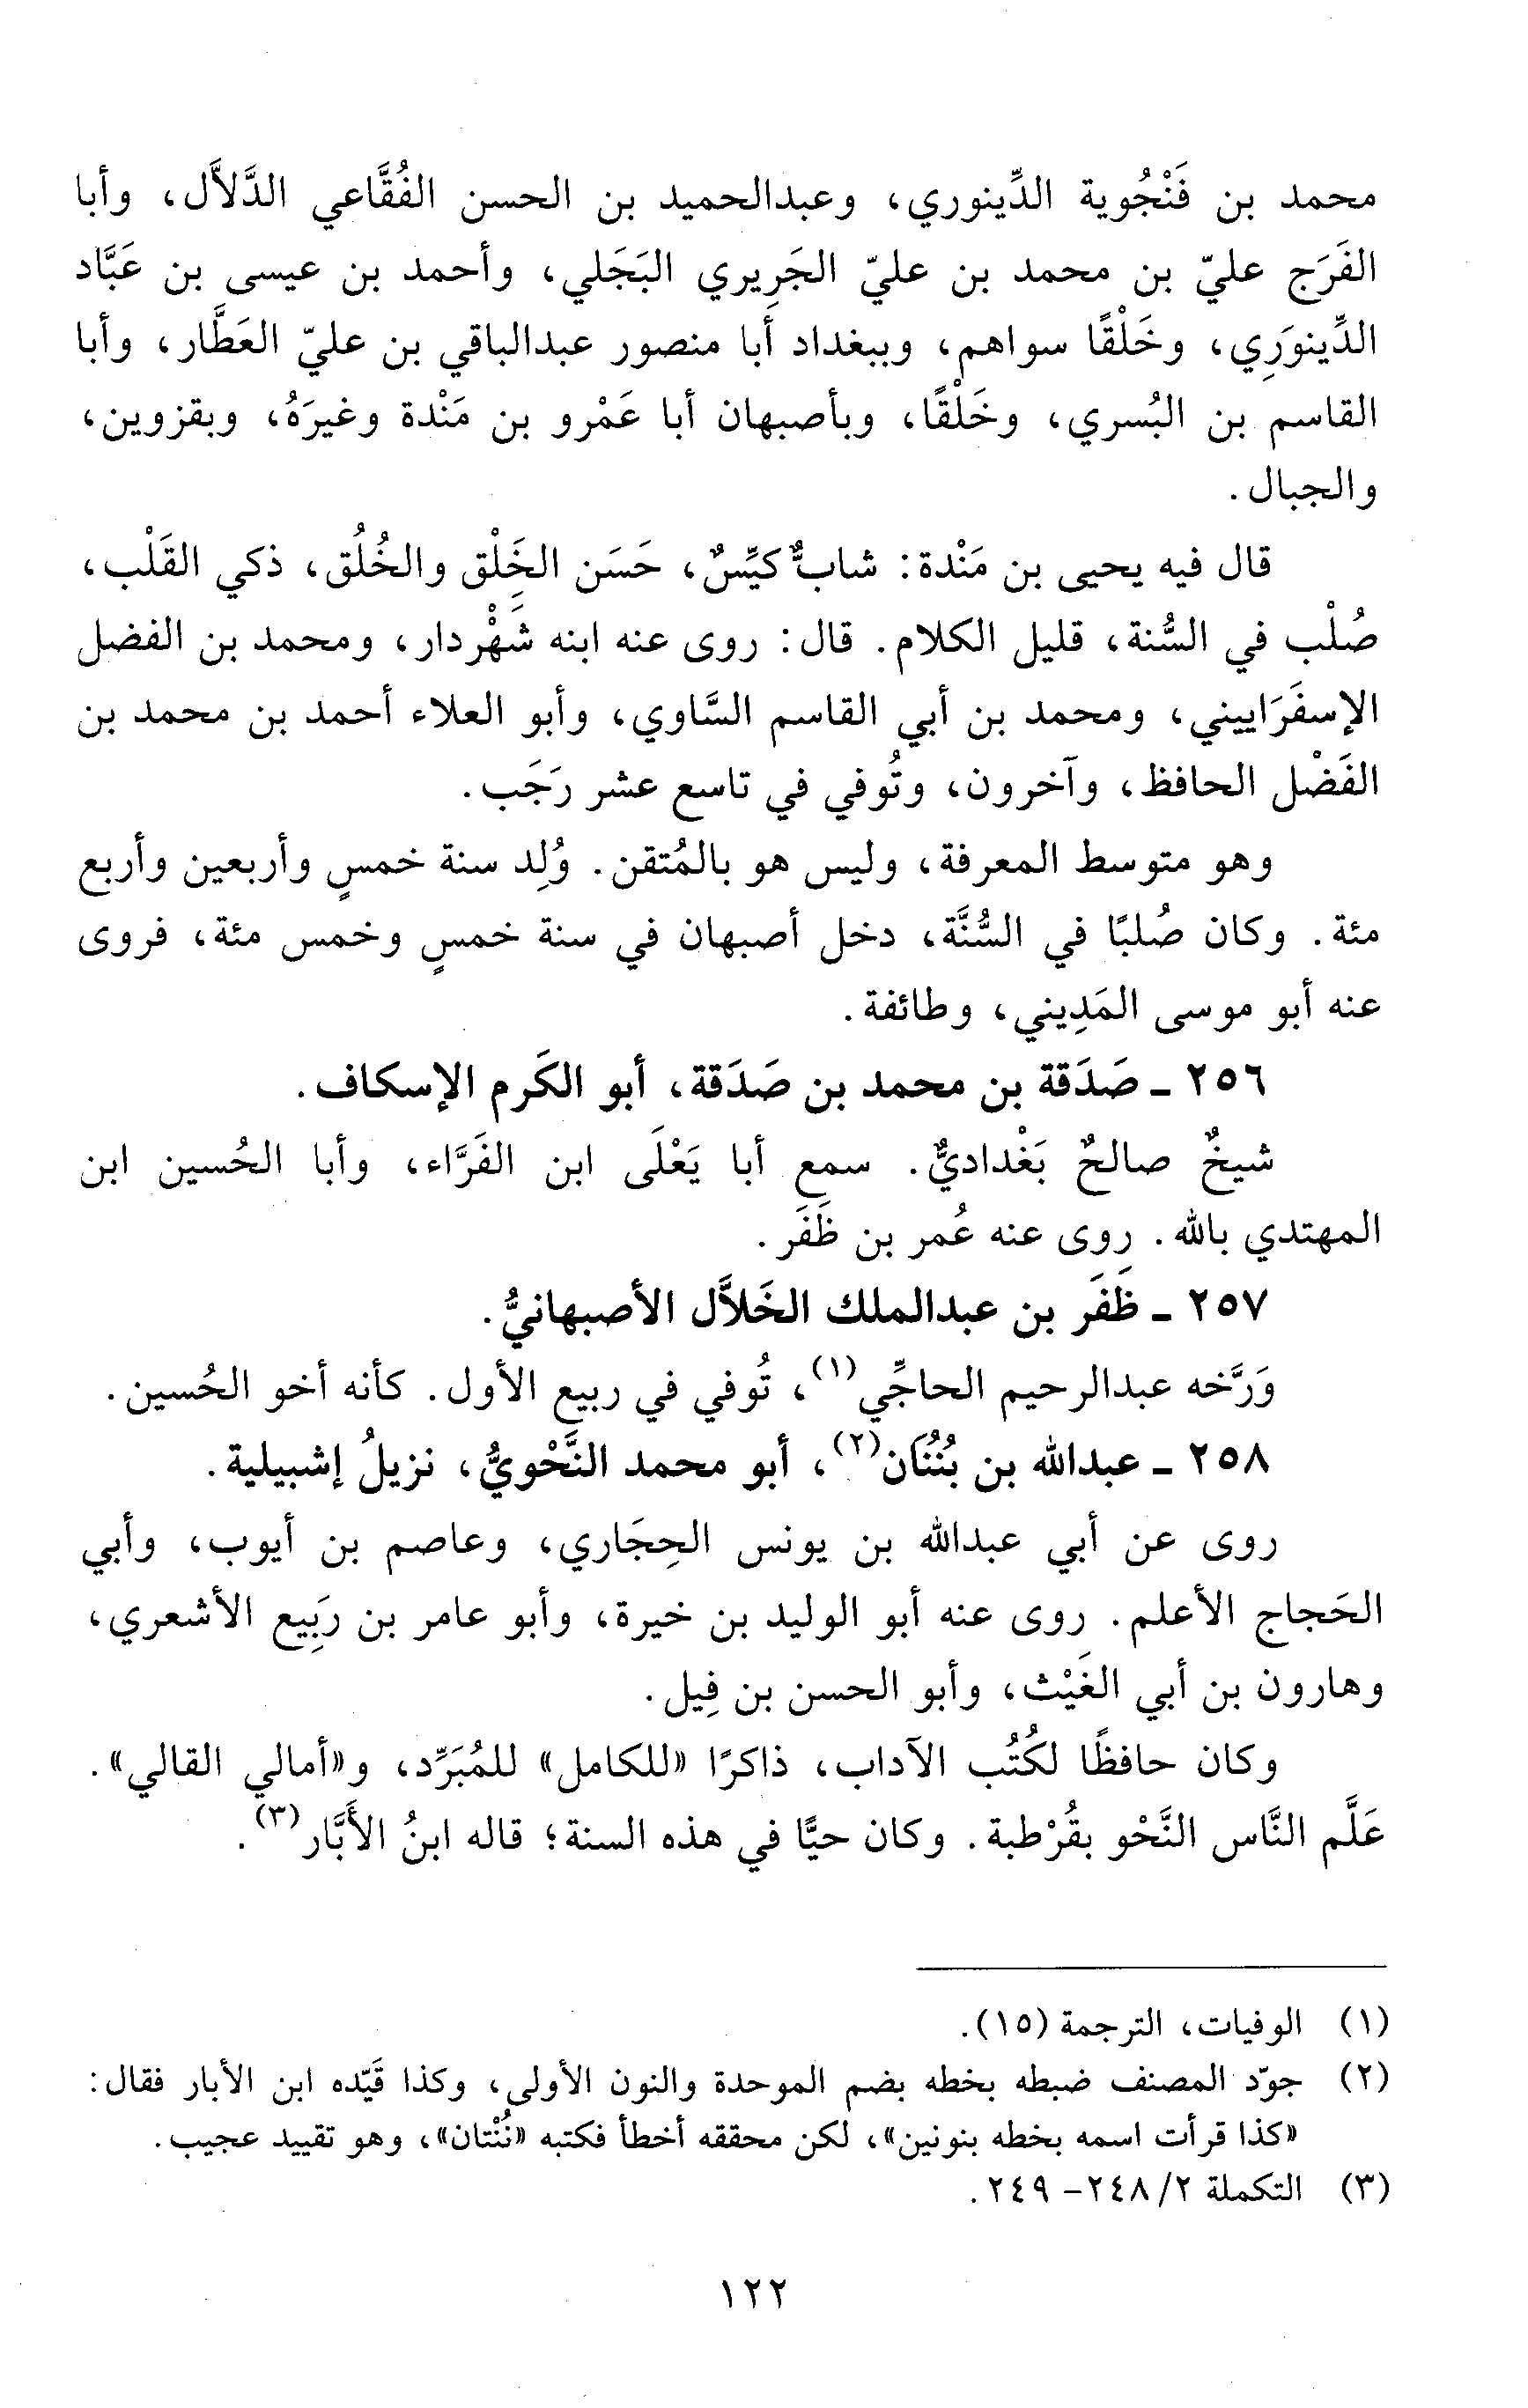 محمد بن فَنْجُوية الدِّينوري، وعبدالحميد بن الحسن الفُقَّاعي الدَّلاَّل، وأبا
الفَرَج عليّ بن محمد بن عليّ الجَرِيري البَجَلي، وأحمد بن عيسى بن عَبَّاد
الدِّينوَرِي، وخَلْقًا سواهم، وببغداد أبا منصور عبدالباقي بن عليّ العَطَّار، وأبا
القاسم بن البُسري، وخَلْقًا، وبأصبهان أبا عَمْرو بن مَنْدة وغيرَهُ، وبقزوين،
والجبال.
قال فيه يحيى بن مَنْدة: شابٌّ كيِّسٌ، حَسَن الخَِلْق والخُلُق، ذكي القَلْب،
صُلْب في السُّنة، قليل الكلام. قال: روى عنه ابنه شَهْردار، ومحمد بن الفضل
الإسفَرَاييني، ومحمد بن أبي القاسم السَّاوي، وأبو العلاء أحمد بن محمد بن
الفَضْل الحافظ، وآخرون، وتُوفي في تاسع عشر رَجَب.
وهو متوسط المعرفة، وليس هو بالمُتقن. وُلِد سنة خمسٍ وأربعين وأربع
مئة. وكان صُلبًا في السُّنَّة، دخل أصبهان في سنة خمسٍ وخمس مئة، فروى
عنه أبو موسى المَدِيني، وطائفة.
٢٥٦ ـ صَدَقة بن محمد بن صَدَقة، أبو الكَرم الإسكاف.
شيخٌ صالحٌ بَغْداديٌّ. سمع أبا يَعْلَى ابن الفَرَّاء، وأبا الحُسين ابن
المهتدي بالله. روى عنه عُمر بن ظَفَر.
٢٥٧ ـ ظَفَر بن عبدالملك الخَلاَّل الأصبهانيُّ.
وَرَّخه عبدالرحيم الحاجِّي(١)، تُوفي في ربيع الأول. كأنه أخو الحُسين.
٢٥٨ ـ عبدالله بن بُنُنَان(٢)، أبو محمد النَّحْويُّ، نزيلُ إشبيلية.
روى عن أبي عبدالله بن يونس الحِجَاري، وعاصم بن أيوب، وأبي
الحَجاج الأعلم. روى عنه أبو الوليد بن خيرة، وأبو عامر بن رَبِيع الأشعري،
وهارون بن أبي الغَيْث، وأبو الحسن بن فِيل.
وكان حافظًا لكُتُب الآداب، ذاكرًا «للكامل» للمُبَرِّد، و«أمالي القالي».
عَلَّم النَّاس النَّحْو بقُرْطبة. وكان حيًّا في هذه السنة؛ قاله ابنُ الأَبَّار(٣).
(١) الوفيات، الترجمة (١٥).
(٢) جوّد المصنف ضبطه بخطه بضم الموحدة والنون الأولى، وكذا قَيّده ابن الأبار فقال:
«كذا قرأت اسمه بخطه بنونين»، لكن محققه أخطأ فكتبه «نُنْتان»، وهو تقييد عجيب.
(٣) التكملة ٢/ ٢٤٨- ٢٤٩.
١٢٢